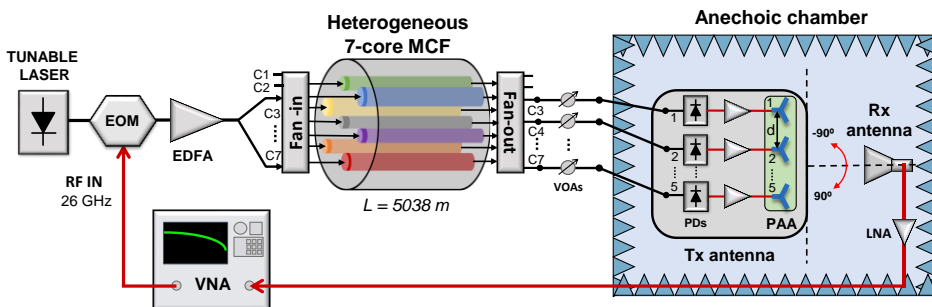 Heterogeneous
7-core MCF
Anechoic chamber
TUNABLE
LASER
EOM
EDFA
RF IN
26 GHz
C1
C2
C3
C7
Fan -in
L = 5038 m
Fan-out
C3
C4
C7
VOAs
1
2
5
PDs
1
d
2
5
PAA
Tx antenna
-90º
90º
Rx
antenna
LNA
VNA